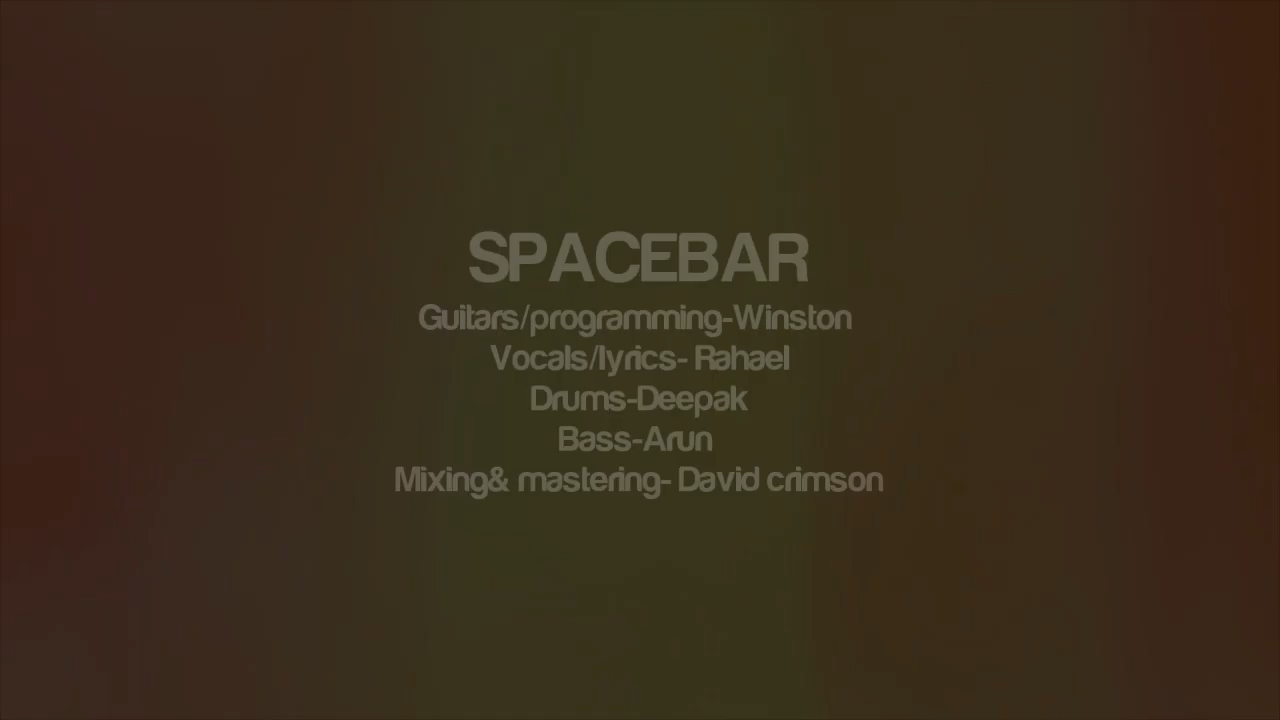 SPACEBAR
Guitars/programming-Winston
Vocals/lyrics- Rahael
Drums-Deepak
Bass-Arun
Mixing& mastering- David crimson